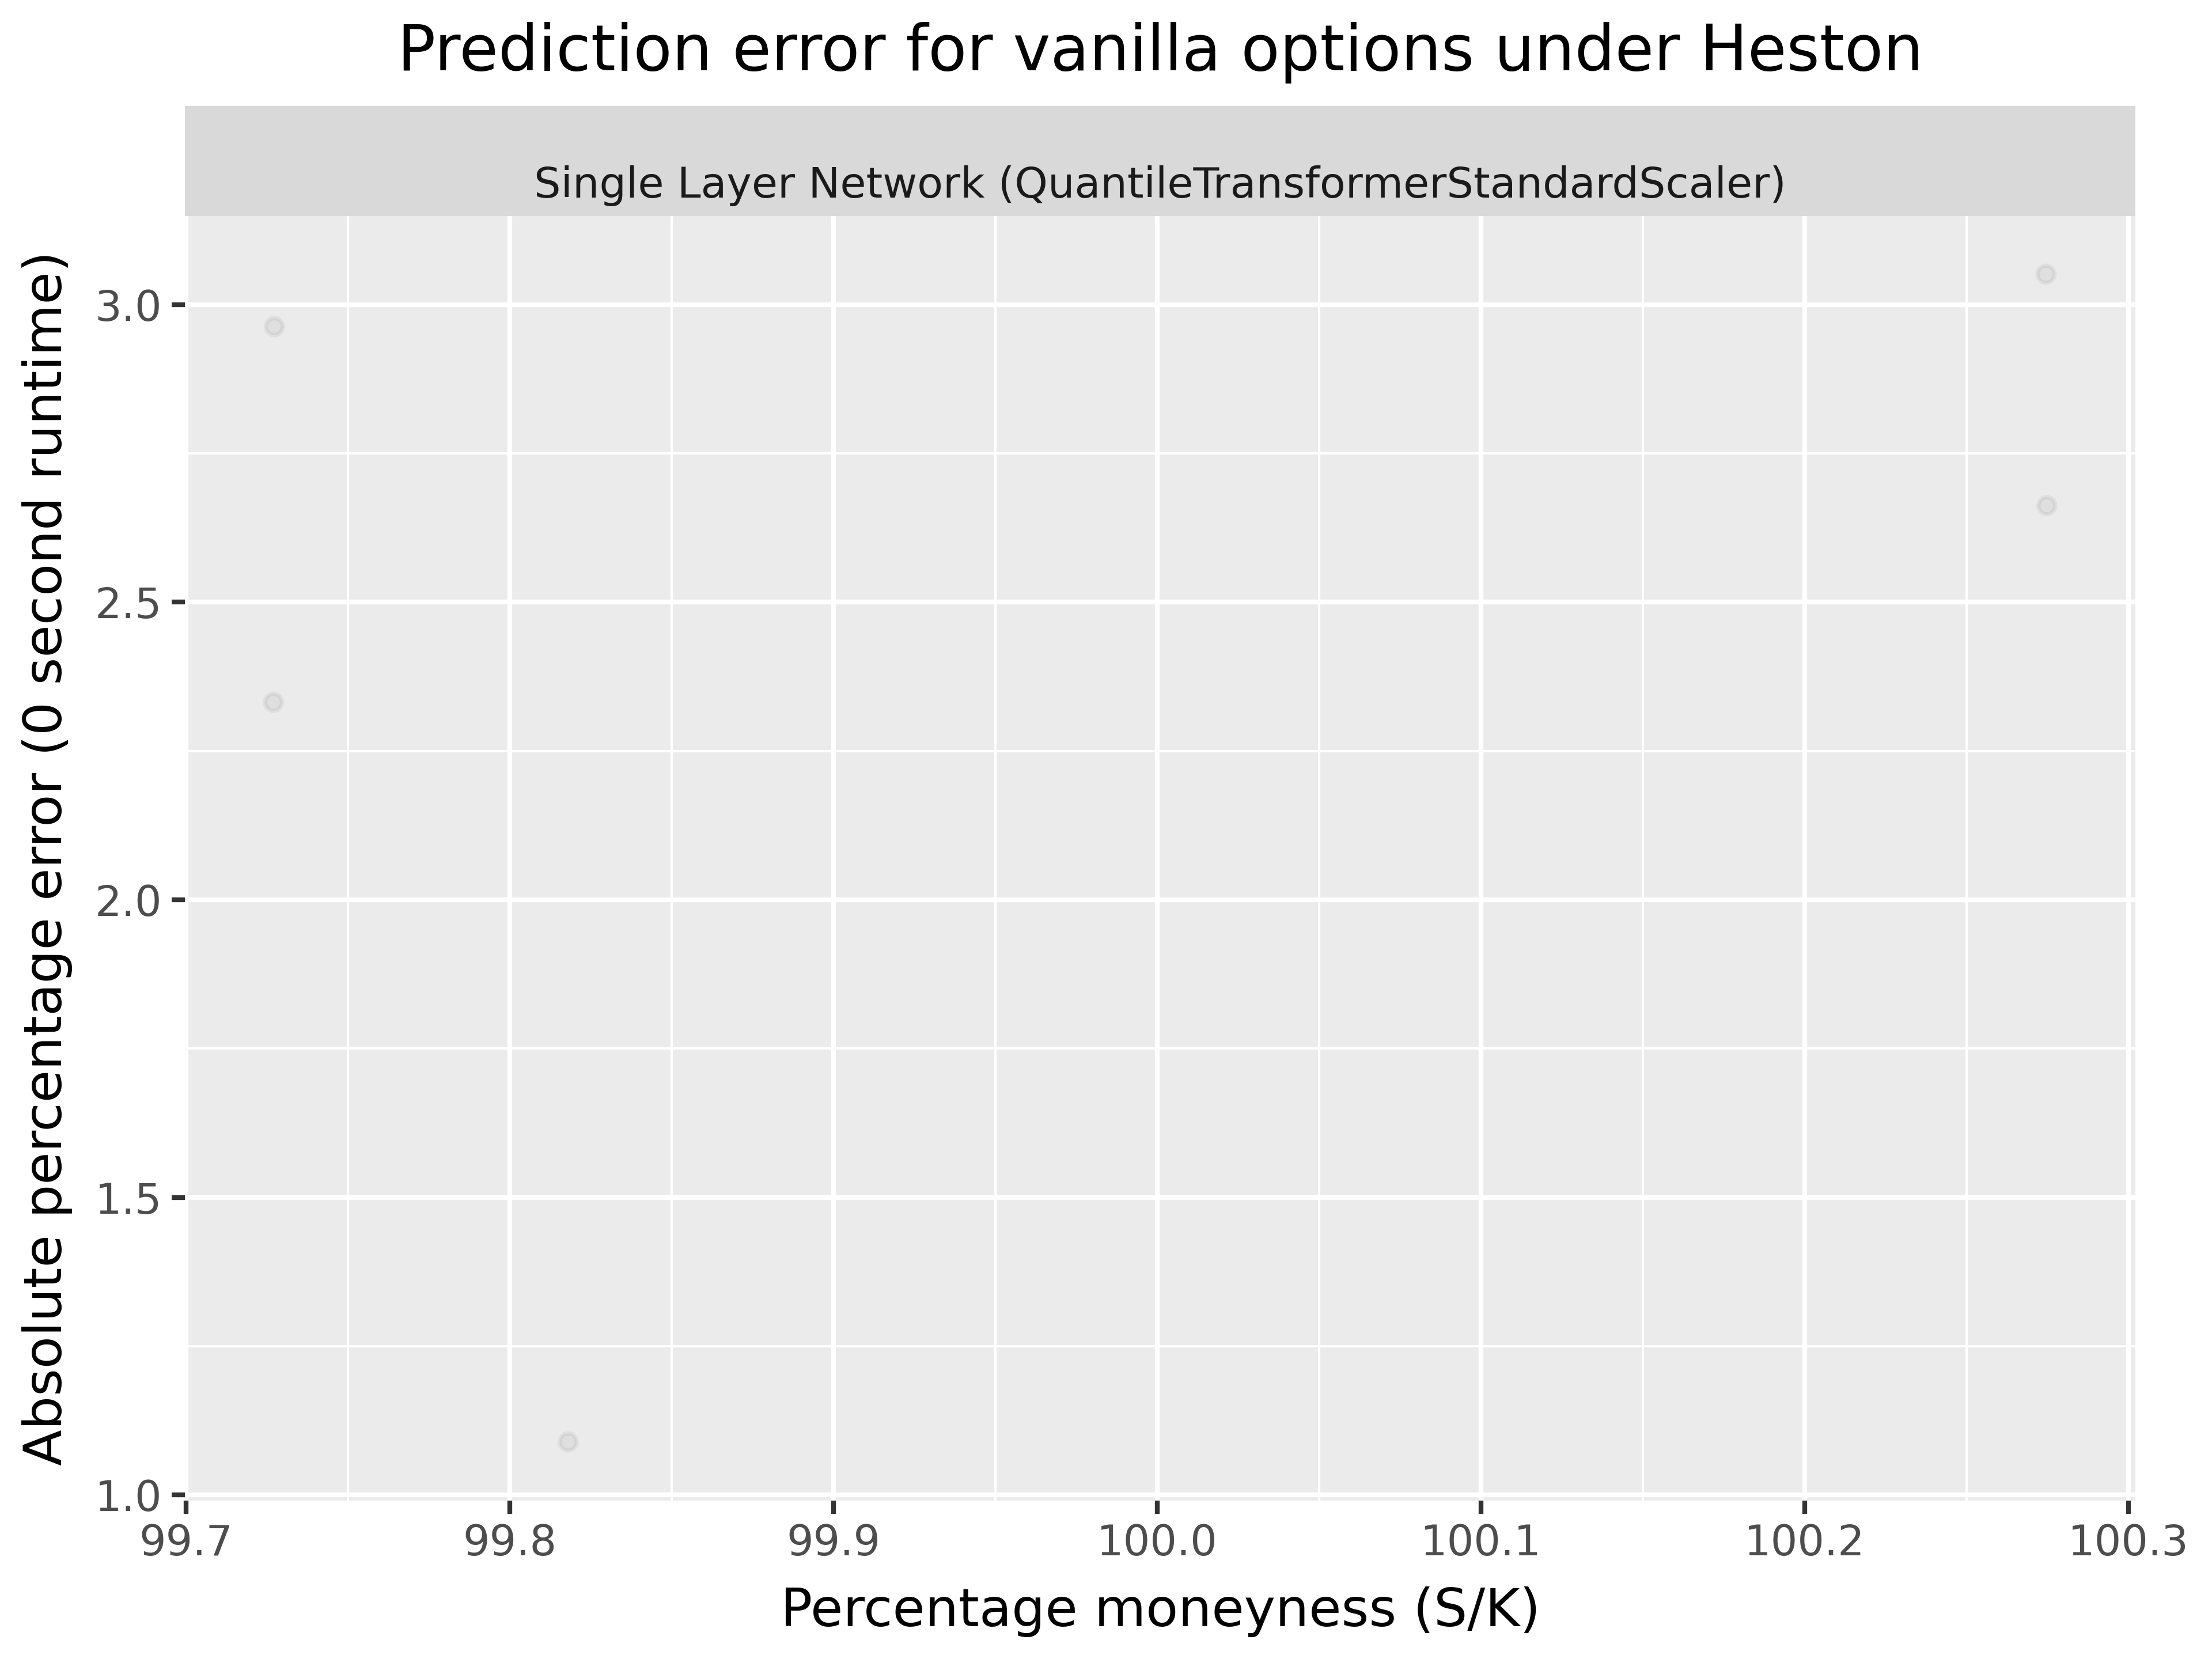 Prediction error for vanilla options under Heston
Single Layer Network (QuantileTransformerStandardScaler)
Absolute percentage error (0 second runtime)
3.0
2.5
2.0
1.5
1.0
99.7 99.8 99.9 100.0 100.1 100.2 100.3
Percentage moneyness (S/K)